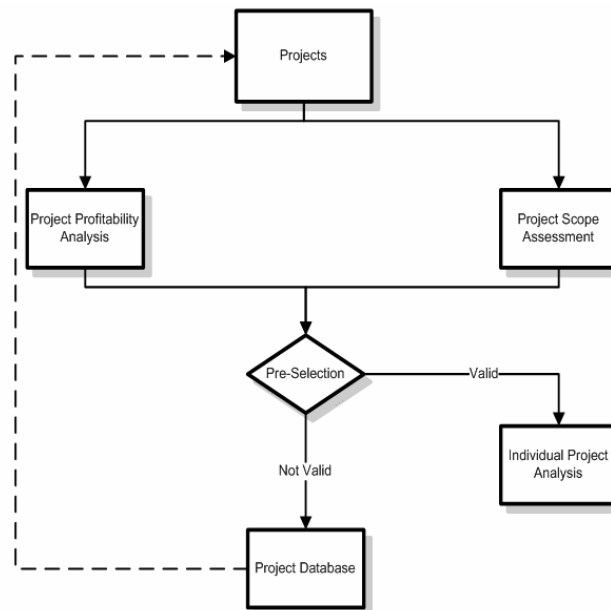 Projects
Project Profitability
Analysis
Project Scope
Assessment
Pre-Selection
Valid
Individual Project
Analysis
Not Valid
Project Database